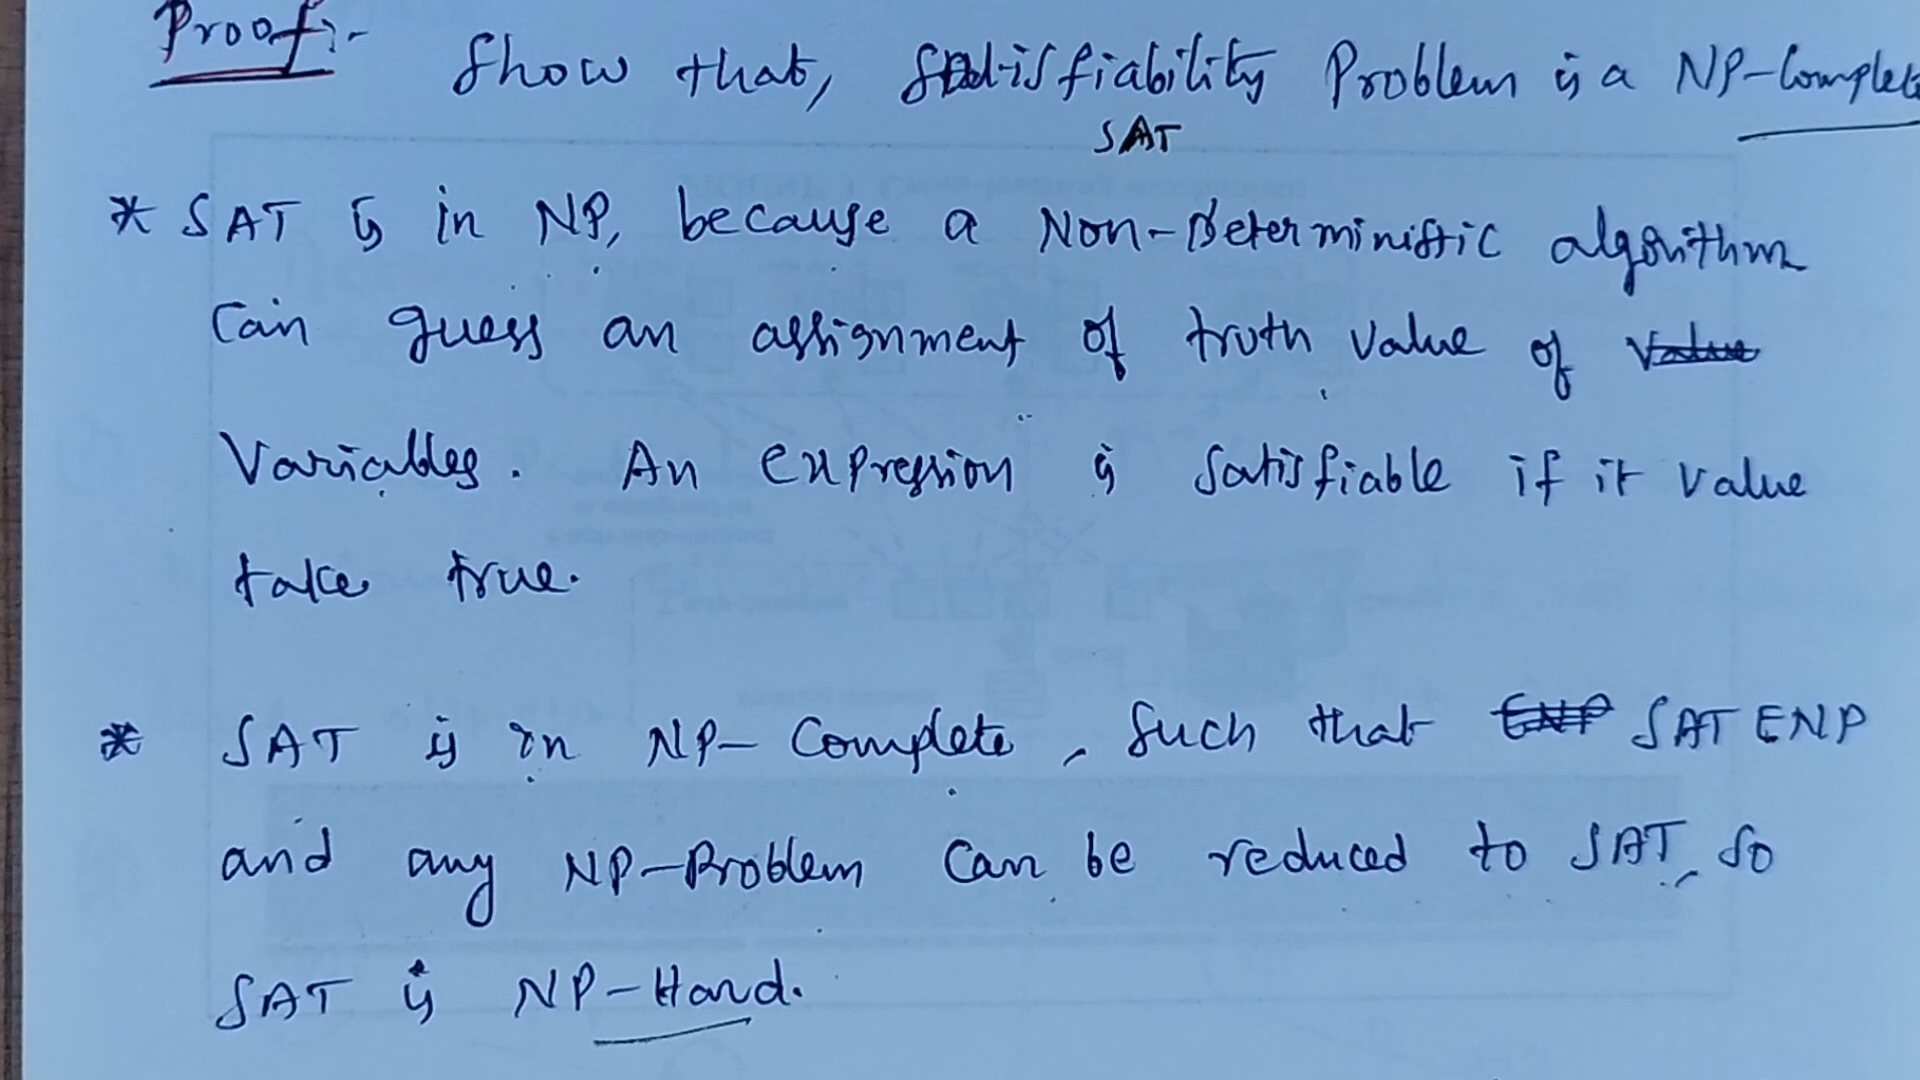 Proof:-
Show that, Satisfiability Problem is a NP-Complete
SAT
* SAT is in NP, because a Non-Deterministic algorithm
Can guess an assignment of truth value of value
Variables. An expression is satisfiable if it value
take true.
* SAT is in NP-Complete, Such that ENP SAT ENP
and any NP-Problem Can be reduced to SAT, So
SAT is NP-Hard.